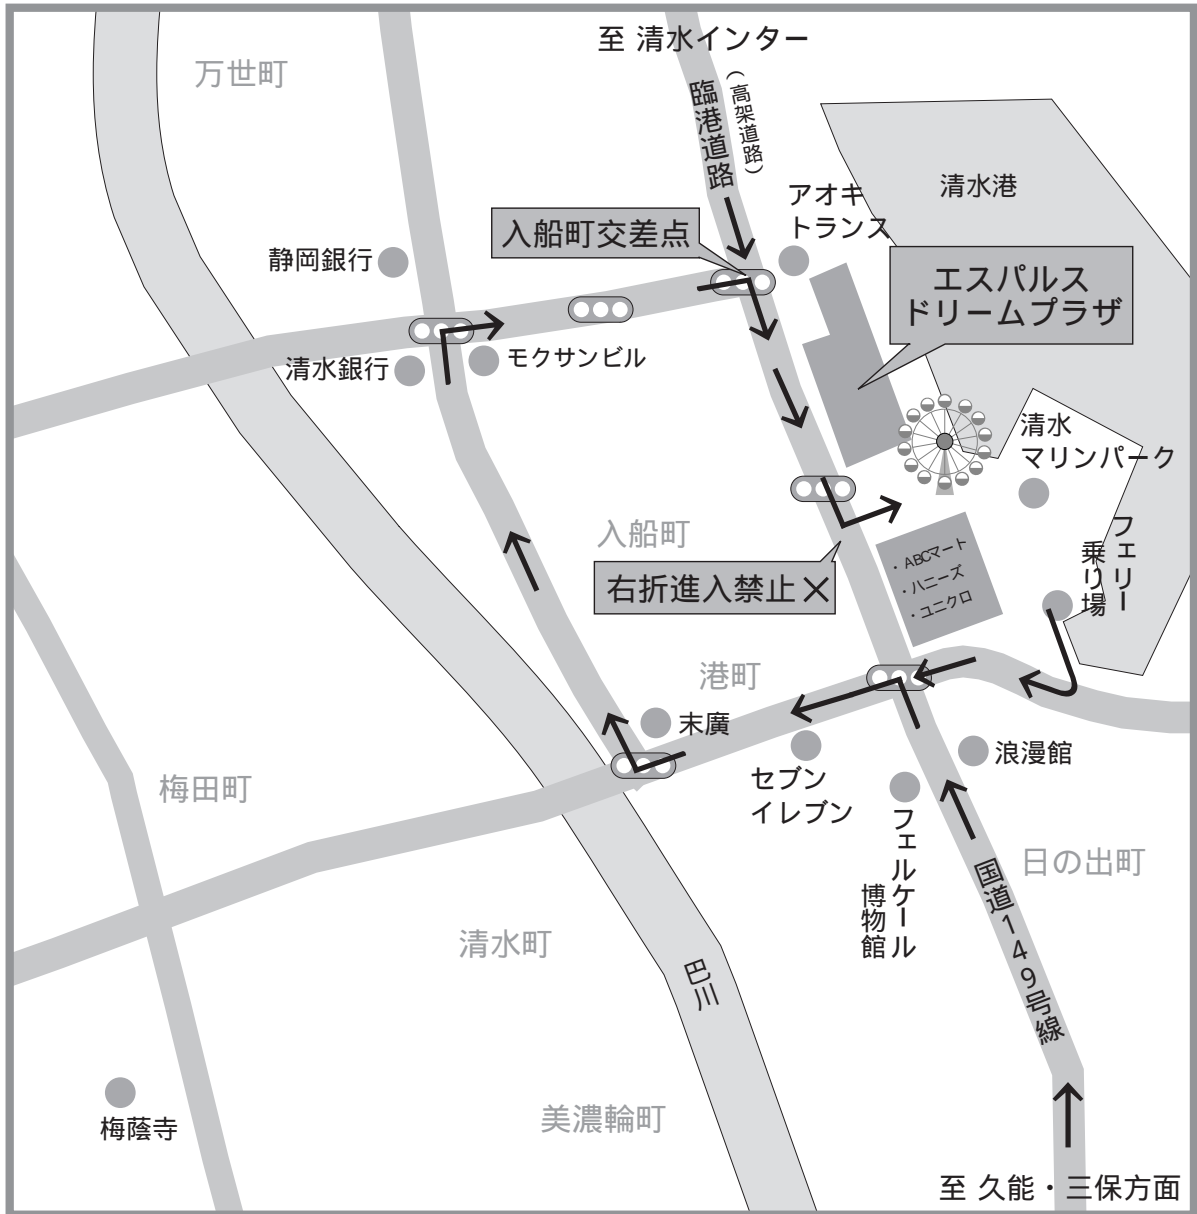 至 清水インター
万世町
臨港道路
（高架道路）
清水港
アオキ
トランス
入船町交差点
静岡銀行
エスパルス
ドリームプラザ
モクサンビル
清水銀行
清水
マリンパーク
入船町
フェリー
乗り場
・ABCマート
・ハニーズ
・ユニクロ
右折進入禁止×
港町
末廣
浪漫館
セブン
イレブン
梅田町
フェルケール
博物館
日の出町
国道149号線
清水町
巴川
梅蔭寺
美濃輪町
至 久能・三保方面